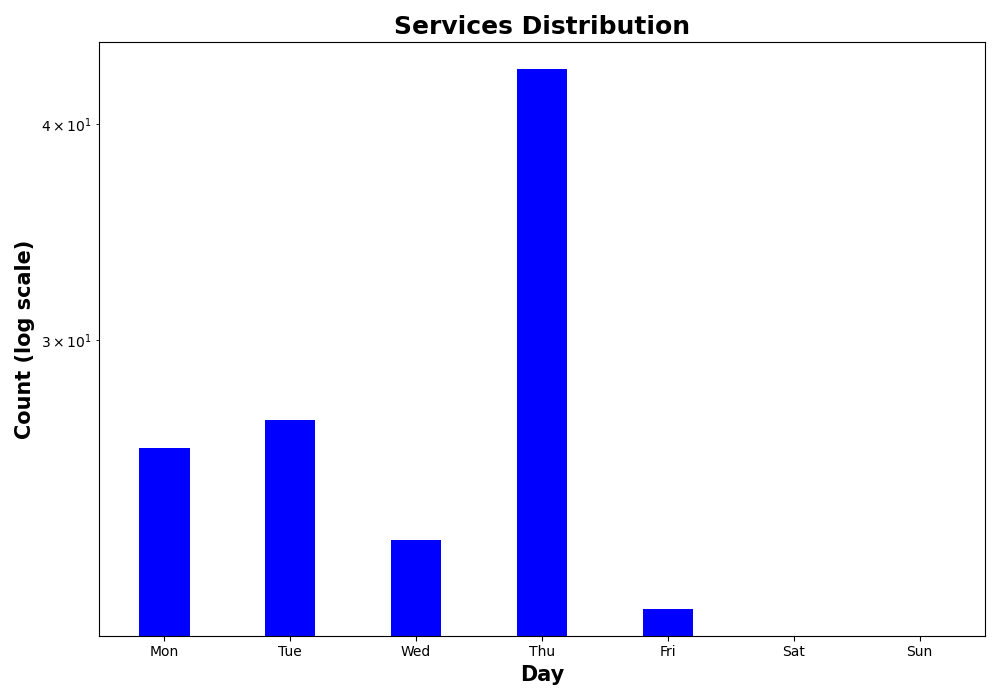 Services Distribution
4 × 10¹
3 × 10¹
Count (log scale)
Mon Tue Wed Thu Fri Sat Sun
Day